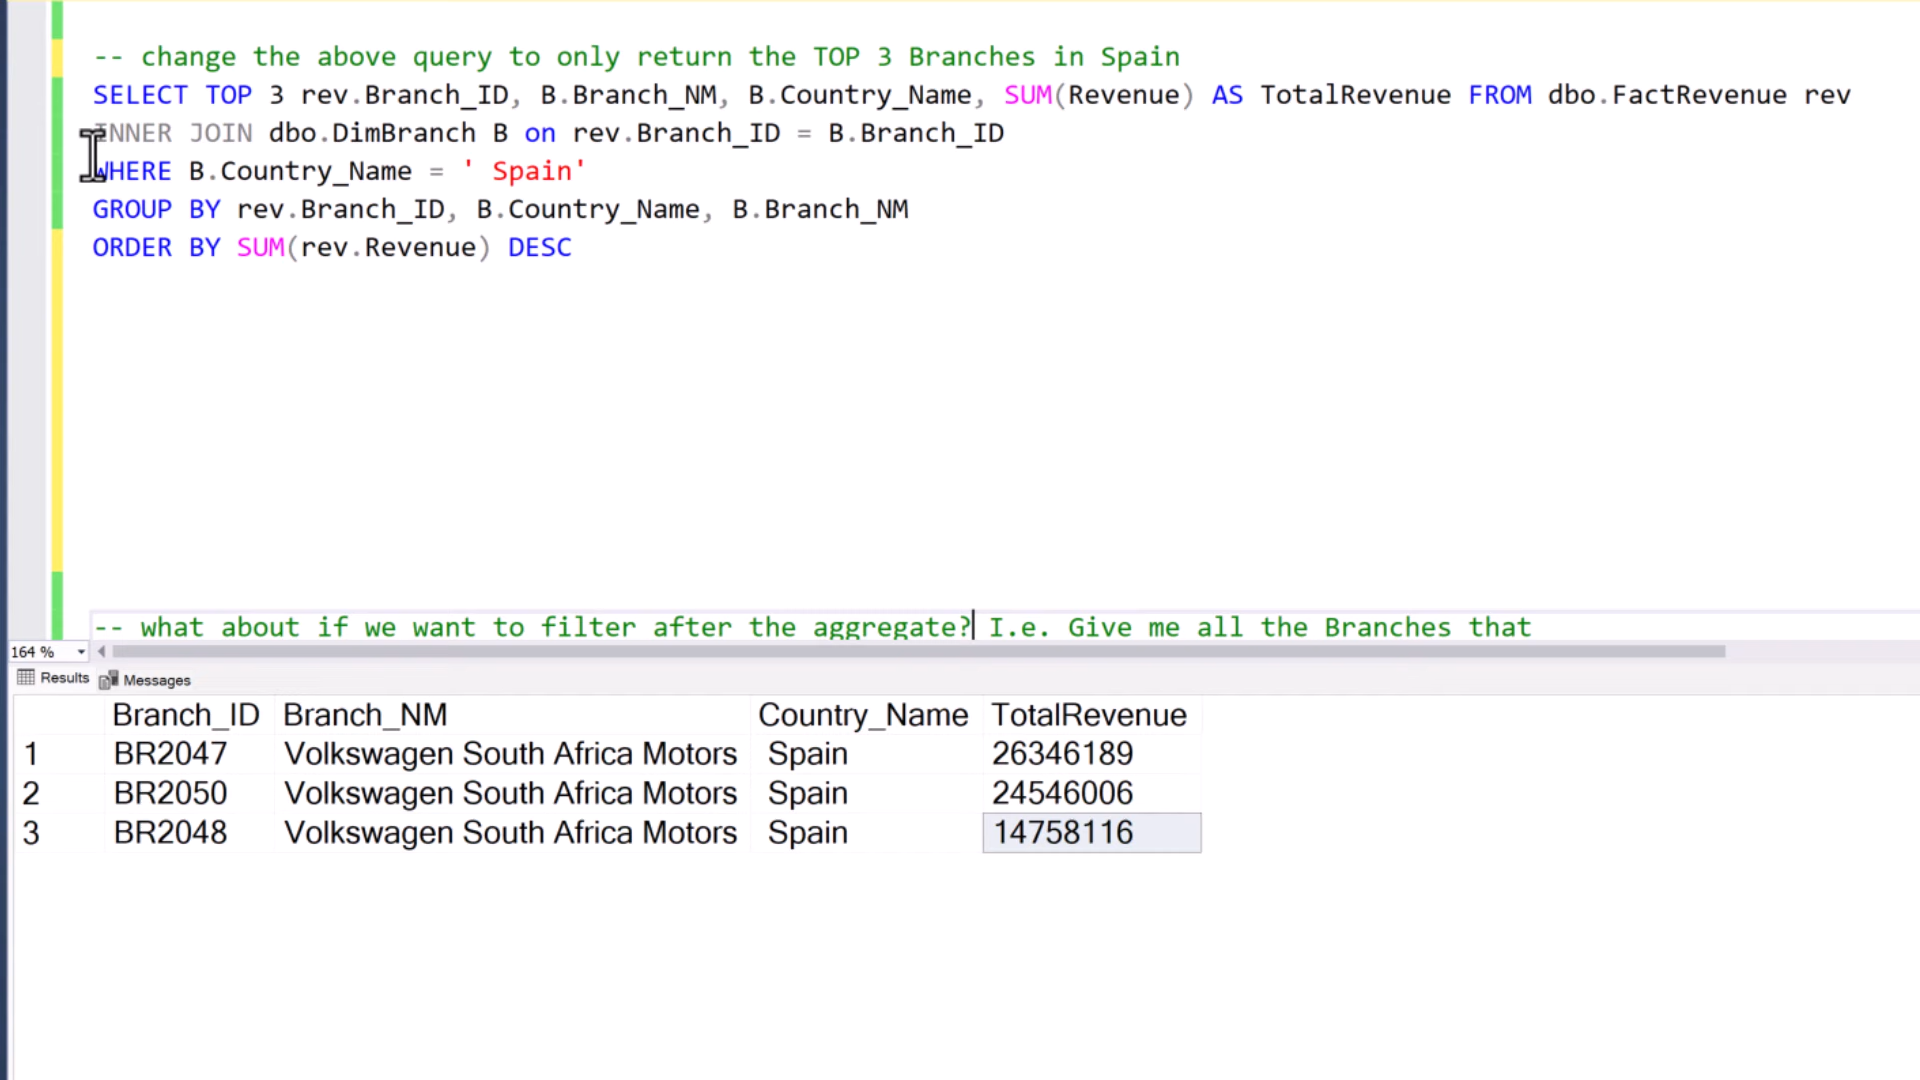 -- change the above query to only return the TOP 3 Branches in Spain
SELECT TOP 3 rev.Branch_ID, B.Branch_NM, B.Country_Name, SUM(Revenue) AS TotalRevenue FROM dbo.FactRevenue rev
INNER JOIN dbo.DimBranch B on rev.Branch_ID = B.Branch_ID
WHERE B.Country_Name = ' Spain'
GROUP BY rev.Branch_ID, B.Country_Name, B.Branch_NM
ORDER BY SUM(rev.Revenue) DESC
-- what about if we want to filter after the aggregate? I.e. Give me all the Branches that
164 %
Results Messages
Branch_ID Branch_NM Country_Name TotalRevenue
1 BR2047 Volkswagen South Africa Motors Spain 26346189
2 BR2050 Volkswagen South Africa Motors Spain 24546006
3 BR2048 Volkswagen South Africa Motors Spain 14758116